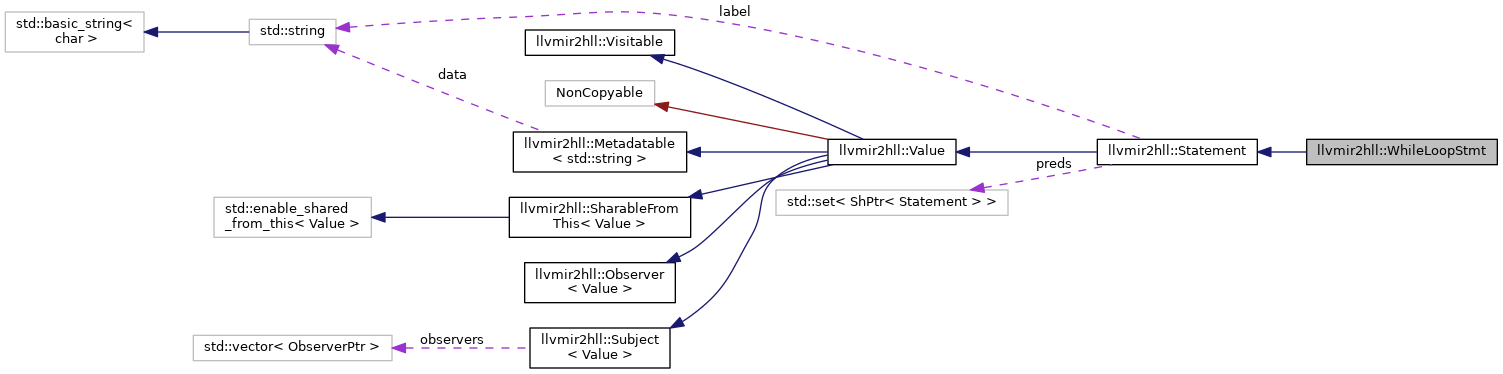 std::basic_string<
char >
std::string
label
llvmir2hll::Visitable
data
NonCopyable
llvmir2hll::Metadatable
< std::string >
llvmir2hll::Value
llvmir2hll::Statement
llvmir2hll::WhileLoopStmt
preds
std::set< ShPtr< Statement > >
std::enable_shared
_from_this< Value >
llvmir2hll::SharableFrom
This< Value >
llvmir2hll::Observer
< Value >
std::vector< ObserverPtr >
observers
llvmir2hll::Subject
< Value >